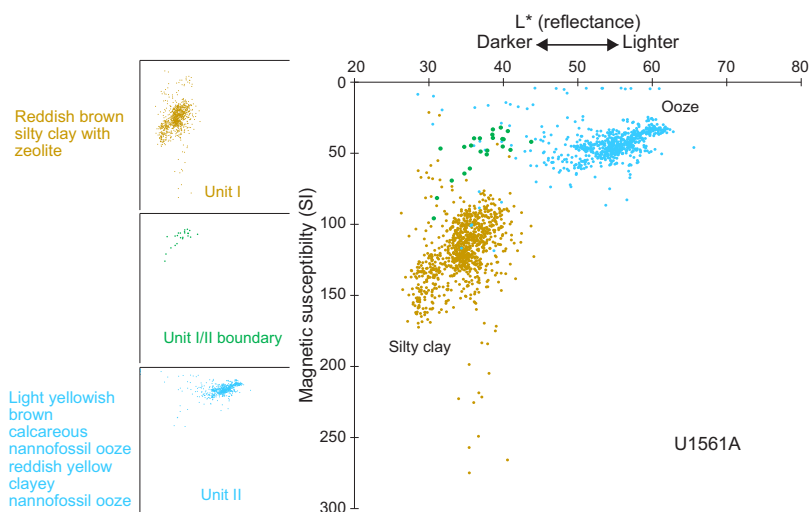 L* (reflectance)
Darker Lighter
20 30 40 50 60 70 80
0
50
100
150
200
250
300
Magnetic susceptibilty (SI)
Ooze
Silty clay
U1561A
Reddish brown
silty clay with
zeolite
Unit I
Unit I/II boundary
Light yellowish
brown
calcareous
nannofossil ooze
reddish yellow
clayey
nannofossil ooze
Unit II